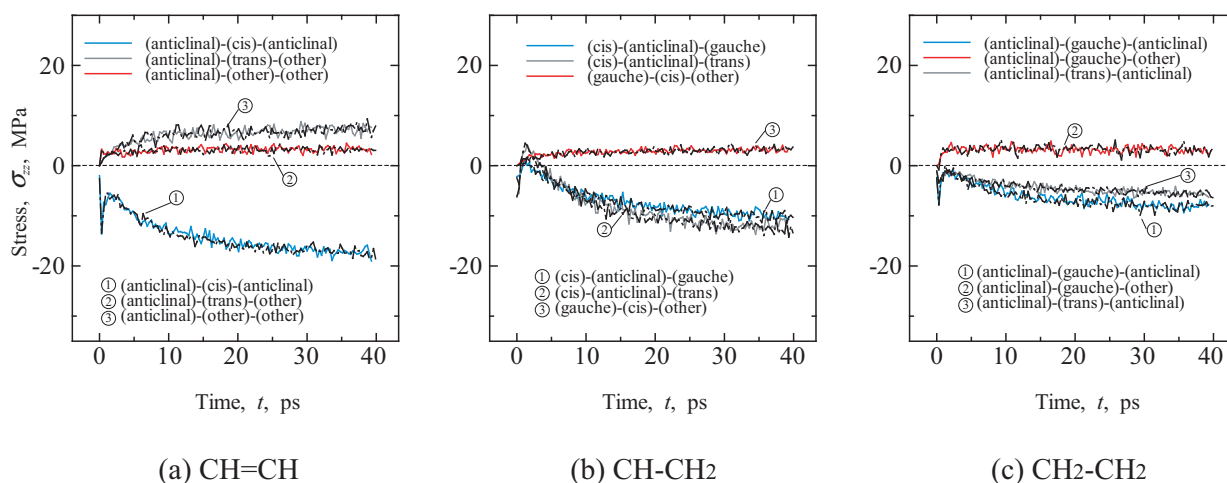 (anticlinal)-(cis)-(anticlinal)
(anticlinal)-(trans)-(other)
(anticlinal)-(other)-(other)
20
0
-20
Stress, σzz, MPa
③
②
①
① (anticlinal)-(cis)-(anticlinal)
② (anticlinal)-(trans)-(other)
③ (anticlinal)-(other)-(other)
0 10 20 30 40
Time, t, ps
(a) CH=CH
(cis)-(anticlinal)-(gauche)
(cis)-(anticlinal)-(trans)
(gauche)-(cis)-(other)
20
0
-20
③
①
②
① (cis)-(anticlinal)-(gauche)
② (cis)-(anticlinal)-(trans)
③ (gauche)-(cis)-(other)
0 10 20 30 40
Time, t, ps
(b) CH-CH2
(anticlinal)-(gauche)-(anticlinal)
(anticlinal)-(gauche)-(other)
(anticlinal)-(trans)-(anticlinal)
20
0
-20
②
③
①
① (anticlinal)-(gauche)-(anticlinal)
② (anticlinal)-(gauche)-(other)
③ (anticlinal)-(trans)-(anticlinal)
0 10 20 30 40
Time, t, ps
(c) CH2-CH2